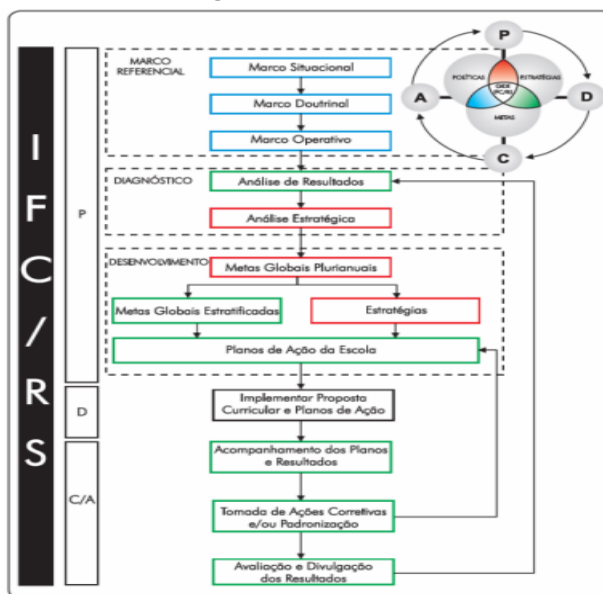 I
F
C
/
R
S
P
D
C/A
MARCO
REFERENCIAL
Marco Situacional
Marco Doutrinal
Marco Operativo
DIAGNÓSTICO
Análise de Resultados
Análise Estratégica
DESENVOLVIMENTO
Metas Globais Plurianuais
Metas Globais Estratificadas
Estratégias
Planos de Ação da Escola
Implementar Proposta
Curricular e Planos de Ação
Acompanhamento dos Planos
e Resultados
Tomada de Ações Corretivas
e/ou Padronização
Avaliação e Divulgação
dos Resultados
P
POLÍTICAS
ESTRATÉGIAS
A
D
METAS
C